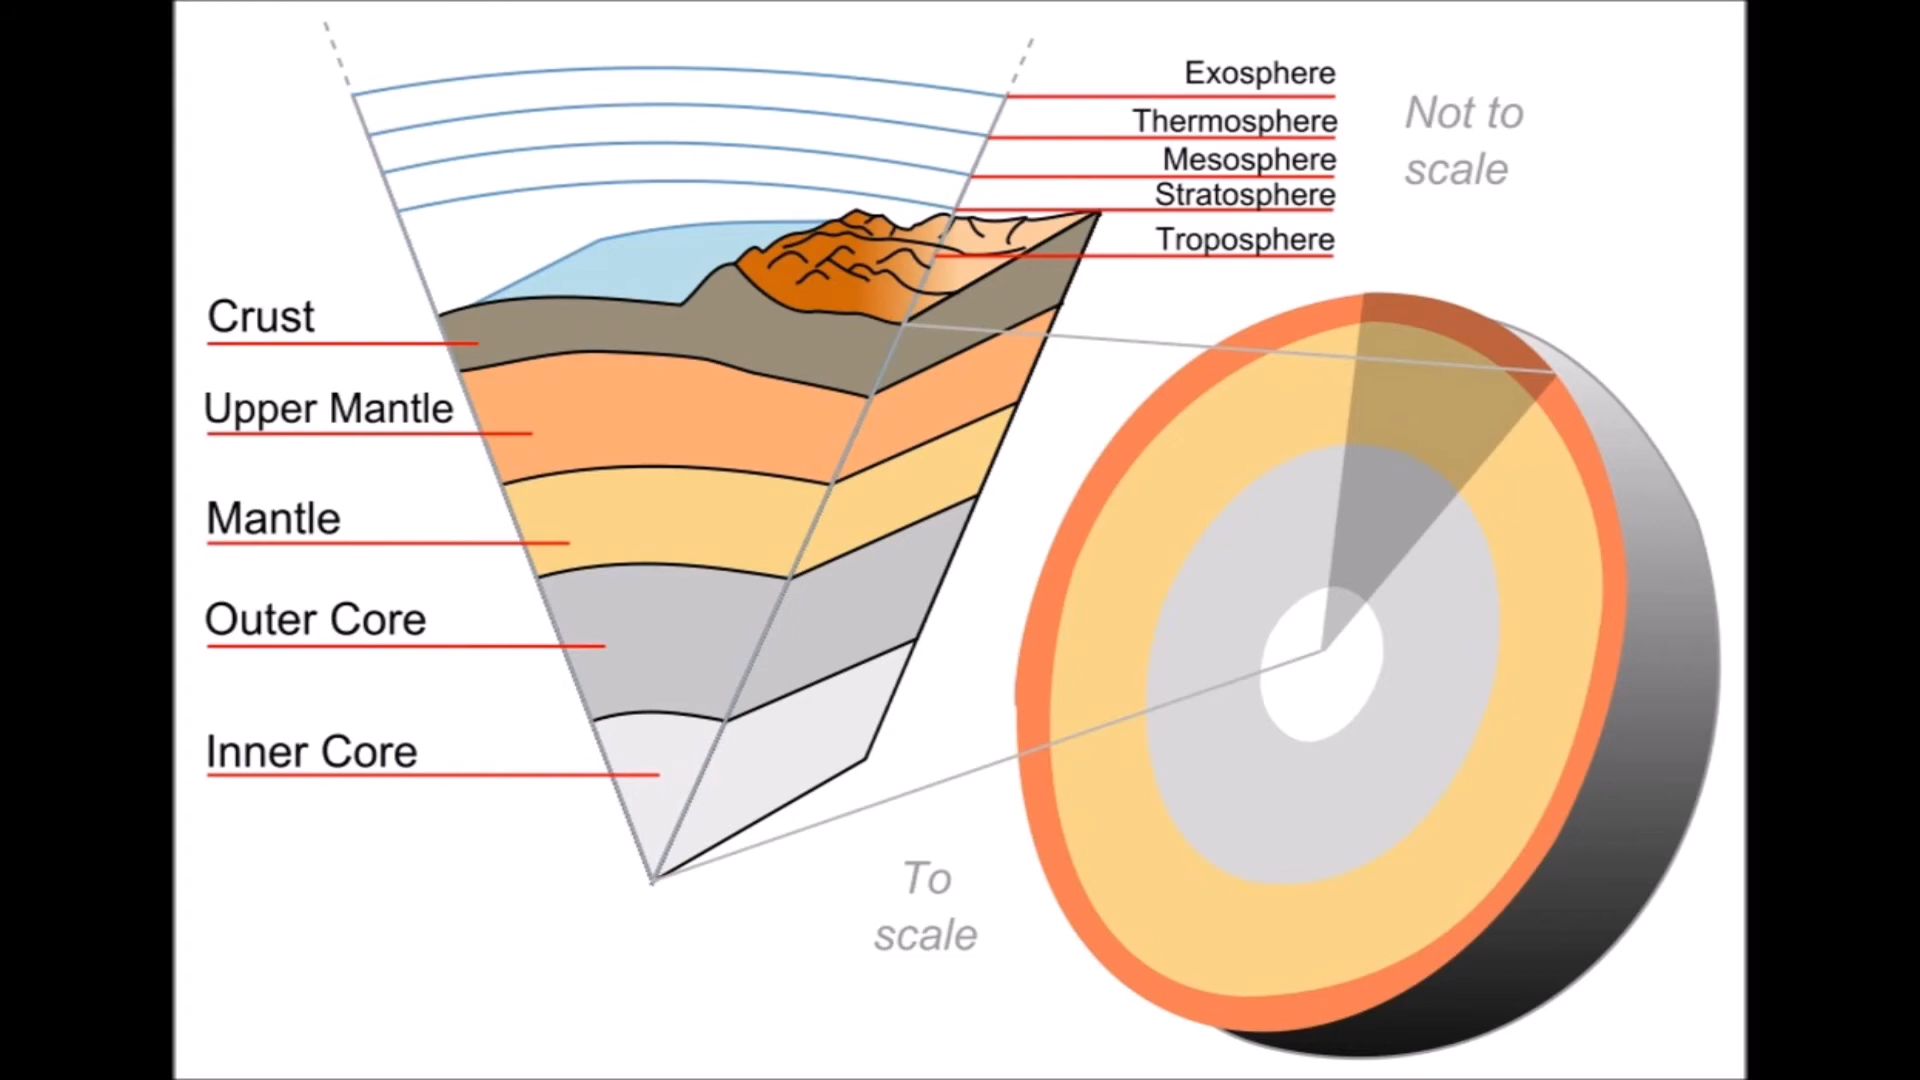 Exosphere
Thermosphere
Mesosphere
Stratosphere
Troposphere
Not to
scale
Crust
Upper Mantle
Mantle
Outer Core
Inner Core
To
scale